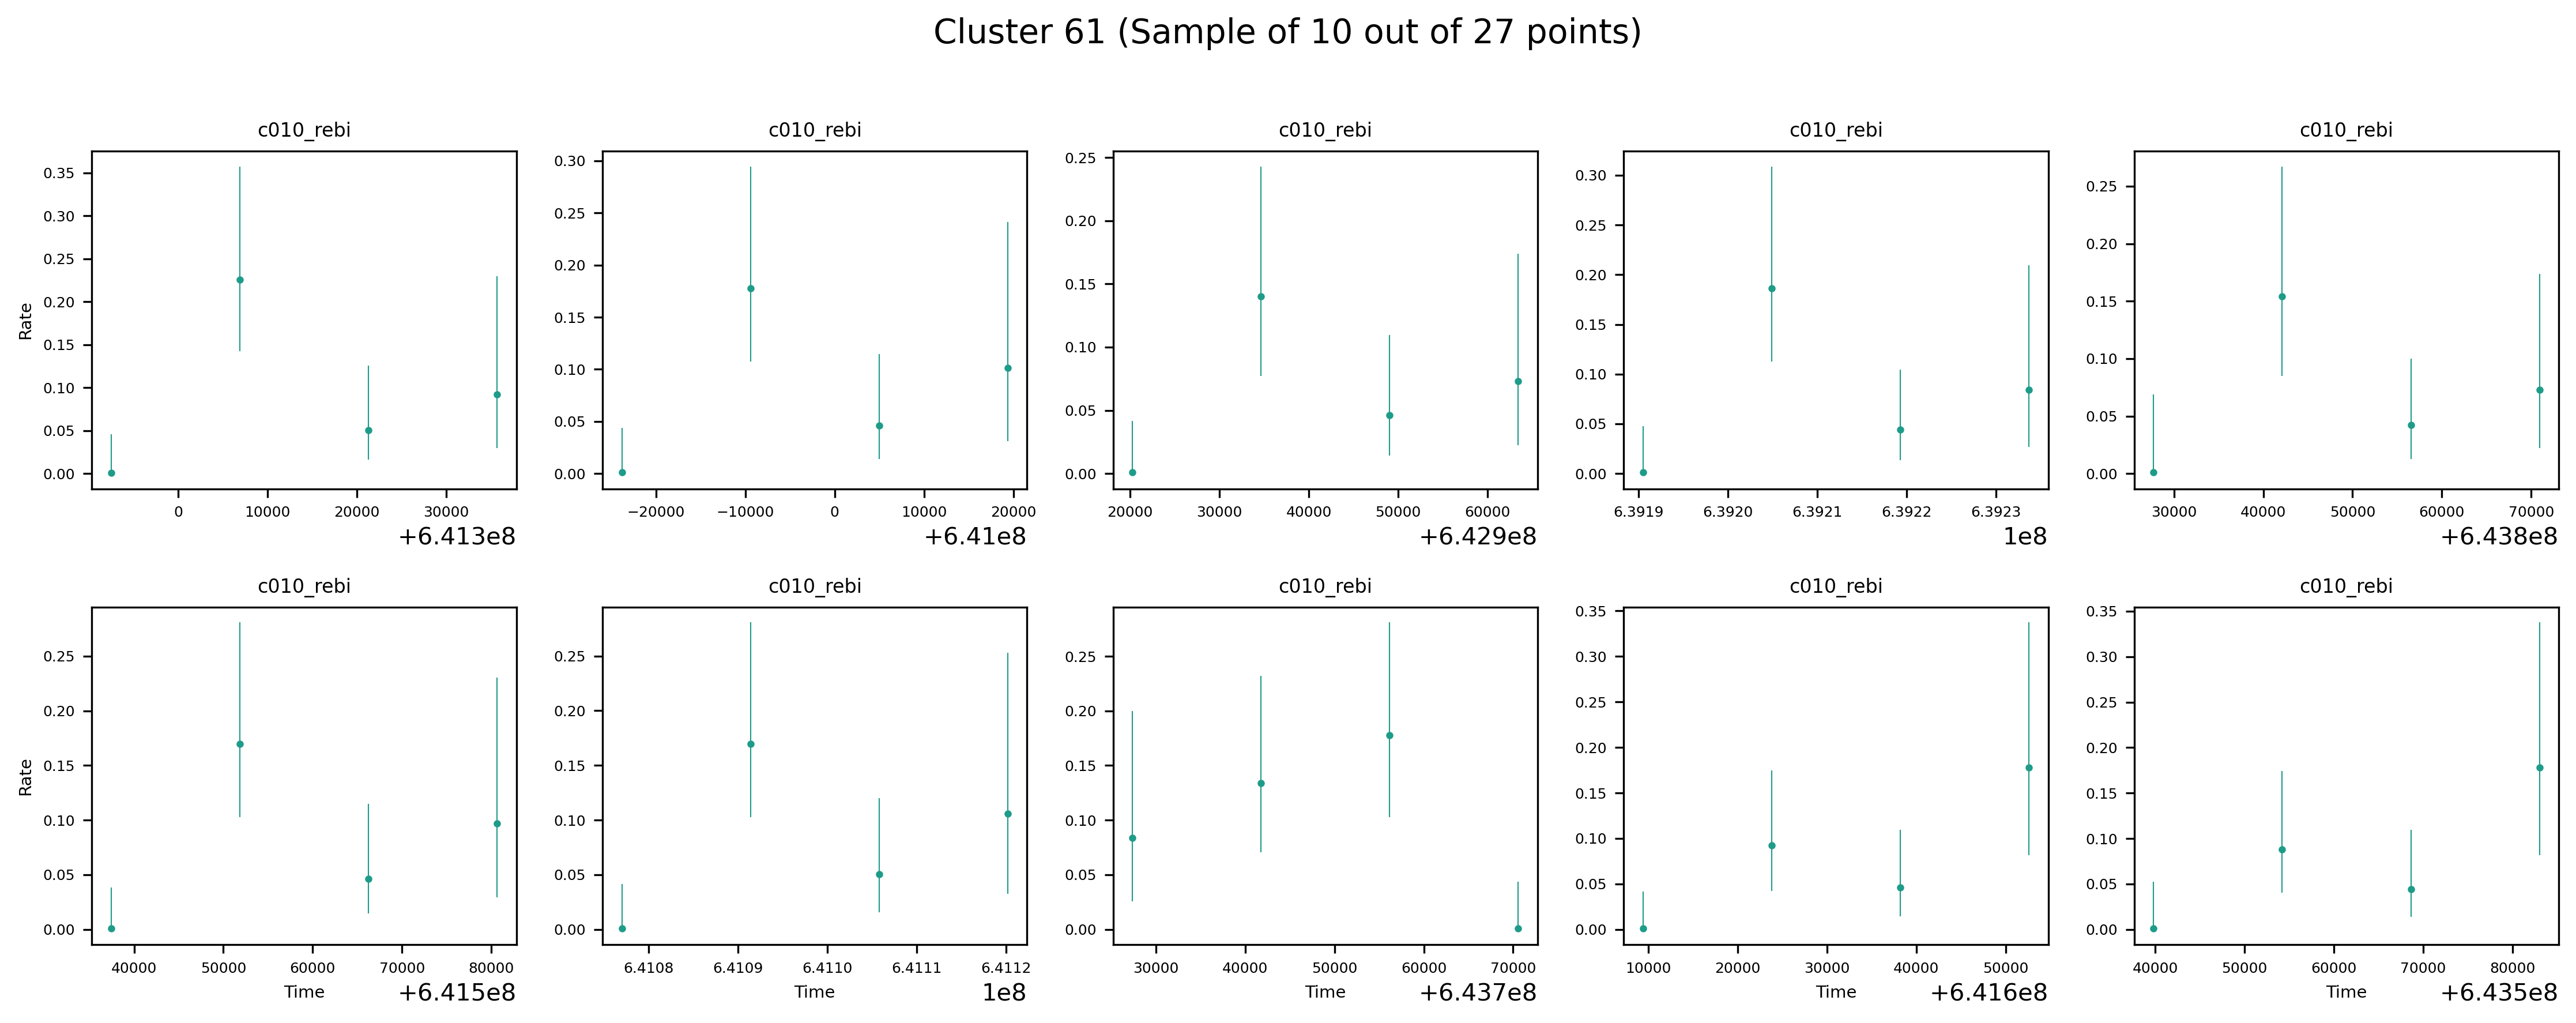 Cluster 61 (Sample of 10 out of 27 points)
c010_rebi c010_rebi c010_rebi c010_rebi c010_rebi
Rate
0.35
0.30
0.25
0.20
0.15
0.10
0.05
0.00
0 10000 20000 30000
+6.413e8
0.30
0.25
0.20
0.15
0.10
0.05
0.00
−20000 −10000 0 10000 20000
+6.41e8
0.25
0.20
0.15
0.10
0.05
0.00
20000 30000 40000 50000 60000
+6.429e8
0.30
0.25
0.20
0.15
0.10
0.05
0.00
6.3919 6.3920 6.3921 6.3922 6.3923
1e8
0.25
0.20
0.15
0.10
0.05
0.00
30000 40000 50000 60000 70000
+6.438e8
c010_rebi c010_rebi c010_rebi c010_rebi c010_rebi
Rate
0.25
0.20
0.15
0.10
0.05
0.00
40000 50000 60000 70000 80000
Time +6.415e8
0.25
0.20
0.15
0.10
0.05
0.00
6.4108 6.4109 6.4110 6.4111 6.4112
Time 1e8
0.25
0.20
0.15
0.10
0.05
0.00
30000 40000 50000 60000 70000
Time +6.437e8
0.35
0.30
0.25
0.20
0.15
0.10
0.05
0.00
10000 20000 30000 40000 50000
Time +6.416e8
0.35
0.30
0.25
0.20
0.15
0.10
0.05
0.00
40000 50000 60000 70000 80000
Time +6.435e8